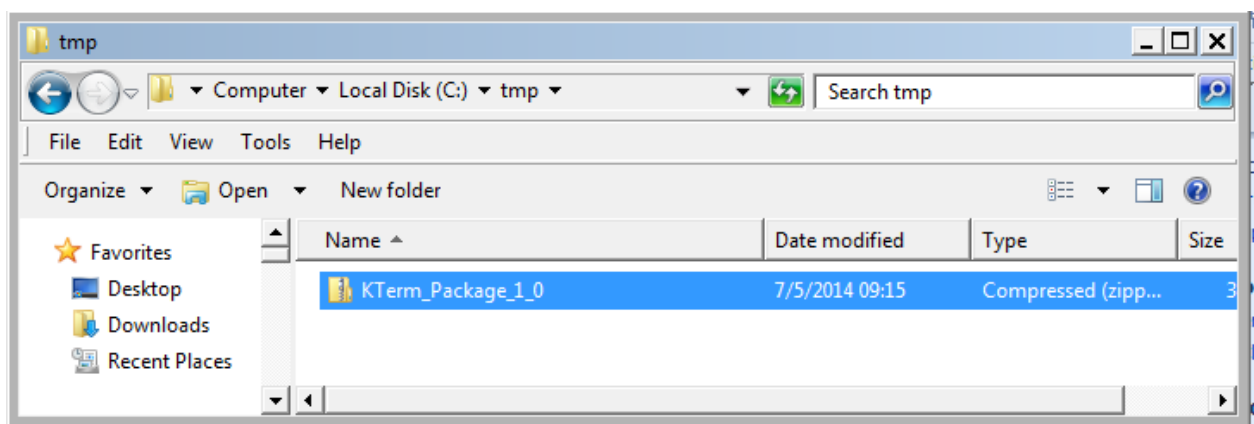 tmp
Computer Local Disk (C:) tmp
Search tmp
File Edit View Tools Help
Organize Open New folder
Favorites
Desktop
Downloads
Recent Places
Name Date modified Type Size
KTerm_Package_1_0 7/5/2014 09:15 Compressed (zipp... 3